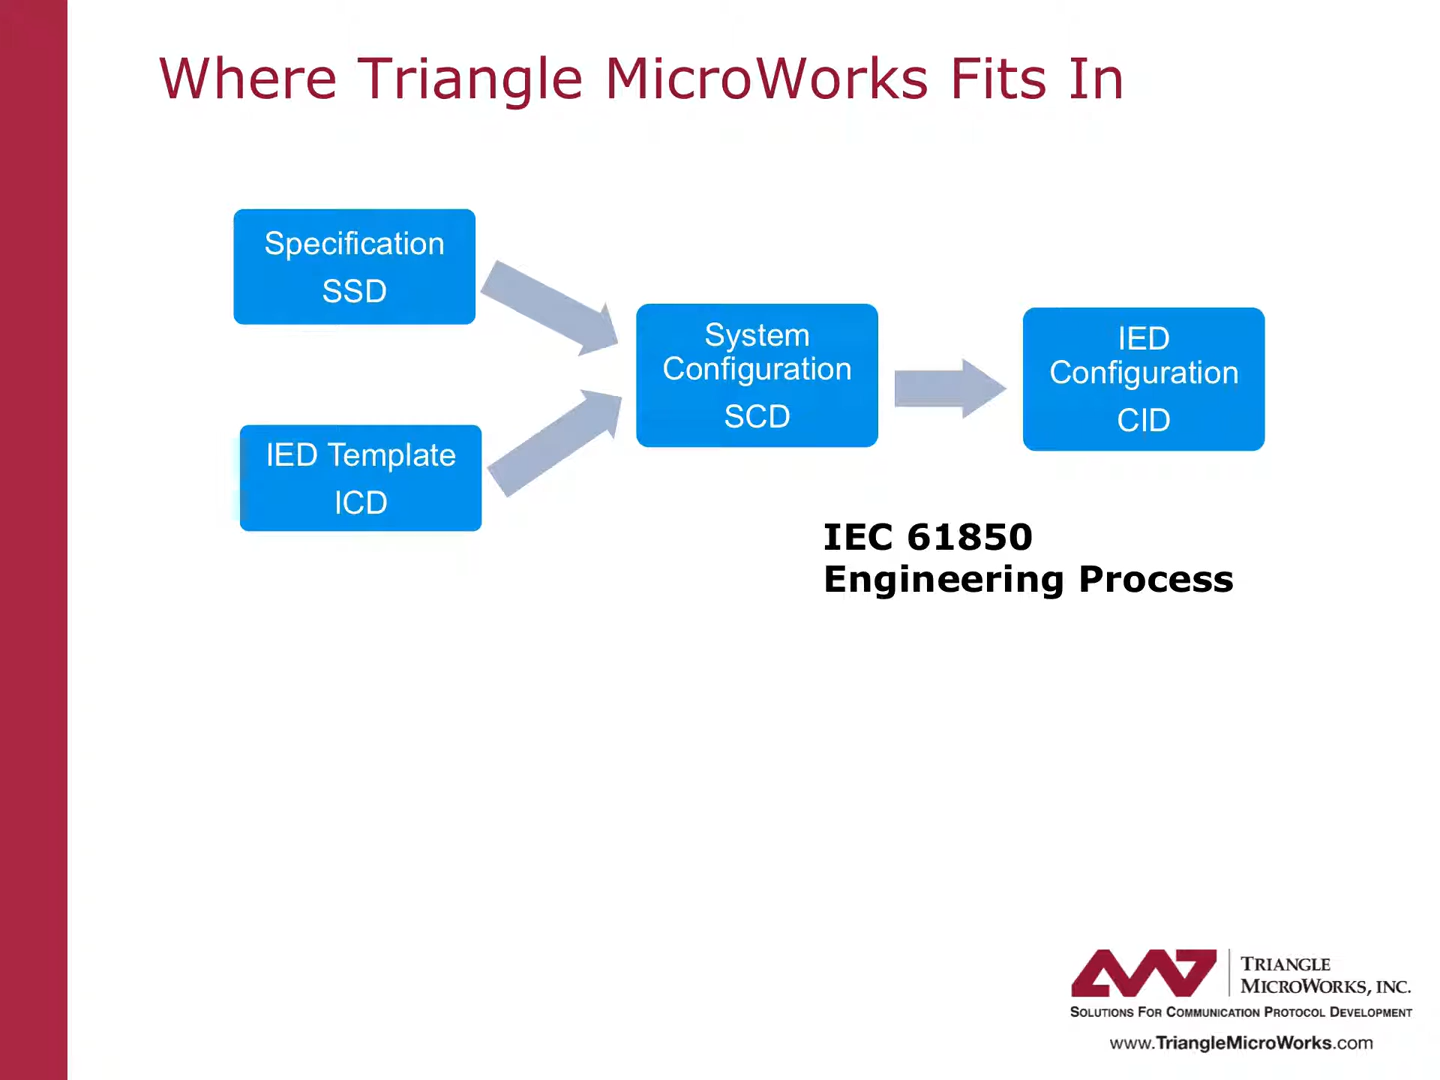 Where Triangle MicroWorks Fits In
Specification
SSD
IED Template
ICD
System
Configuration
SCD
IED
Configuration
CID
IEC 61850
Engineering Process
TRIANGLE
MICROWORKS, INC.
SOLUTIONS FOR COMMUNICATION PROTOCOL DEVELOPMENT
www.TriangleMicroWorks.com